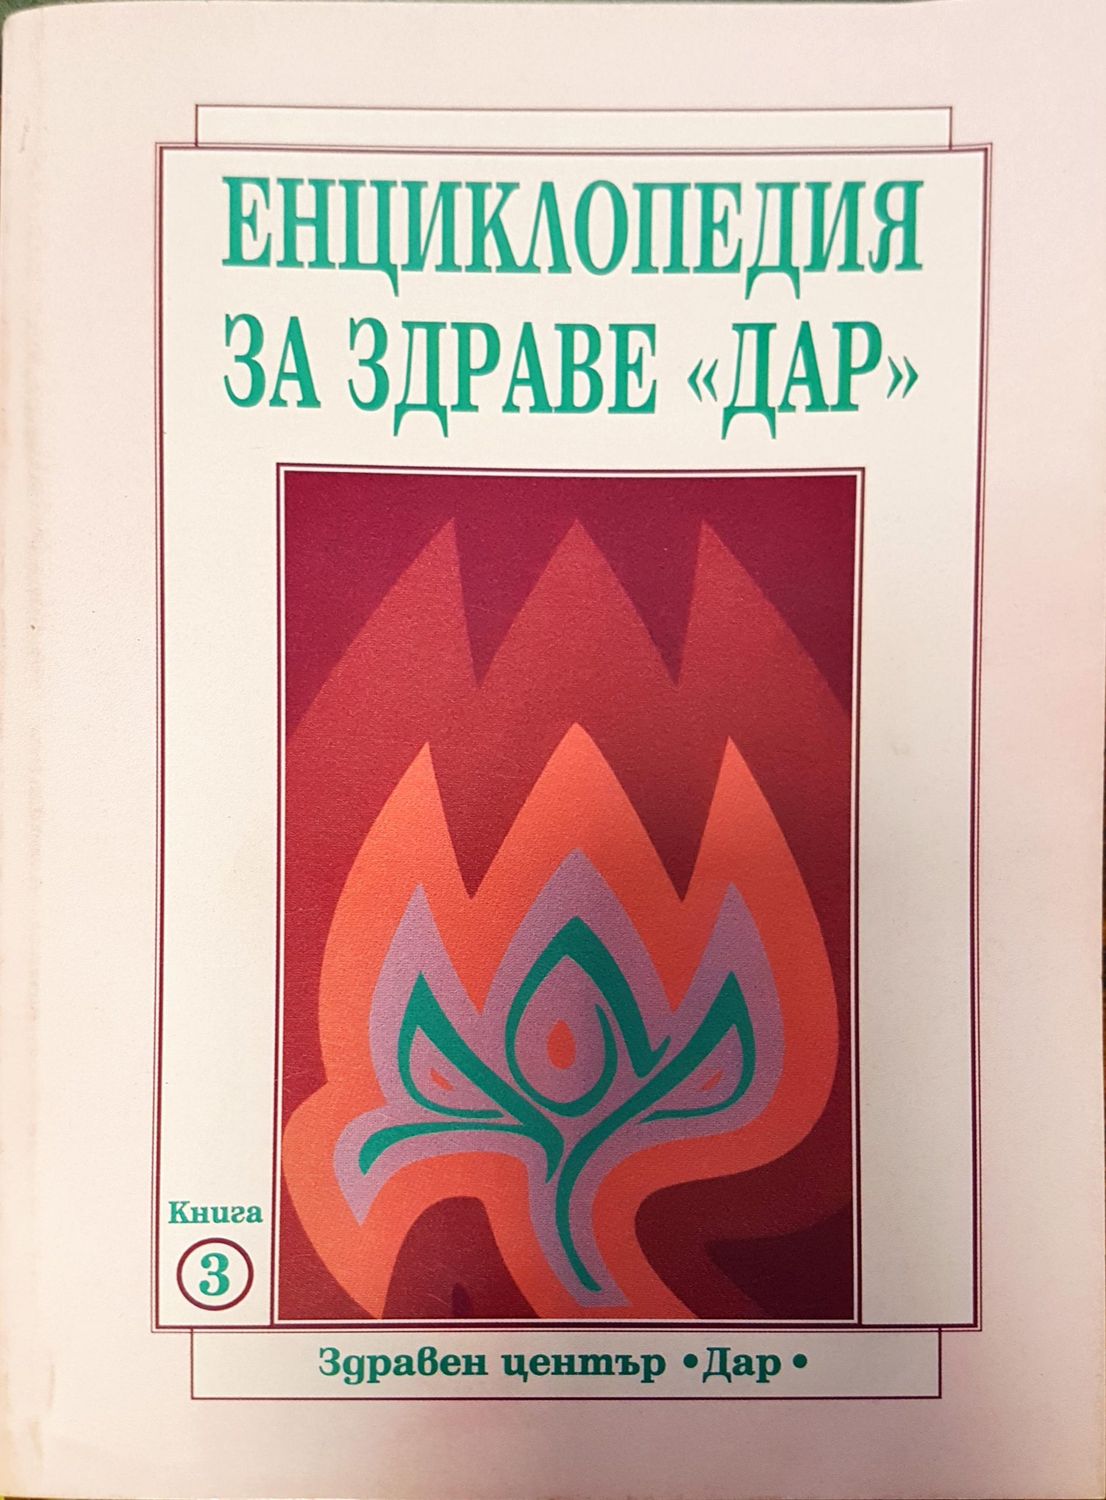 ЕНЦИКЛОПЕДИЯ
ЗА ЗДРАВЕ «ДАР»
Книга
3
Здравен център •Дар•